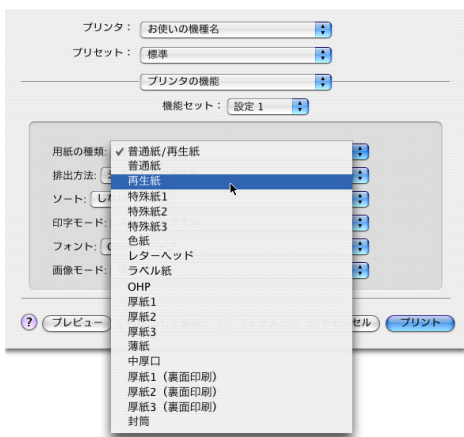 プリンタ： お使いの機種名
プリセット： 標準
プリンタの機能
機能セット： 設定 1
用紙の種類: ✓ 普通紙/再生紙
普通紙
排出方法:
再生紙
ソート: しな
特殊紙1
特殊紙2
印字モード:
特殊紙3
色紙
フォント:
レターヘッド
画像モード:
ラベル紙
OHP
厚紙1
厚紙2
? プレビュー セル プリント
厚紙3
薄紙
中厚口
厚紙1（裏面印刷）
厚紙2（裏面印刷）
厚紙3（裏面印刷）
封筒